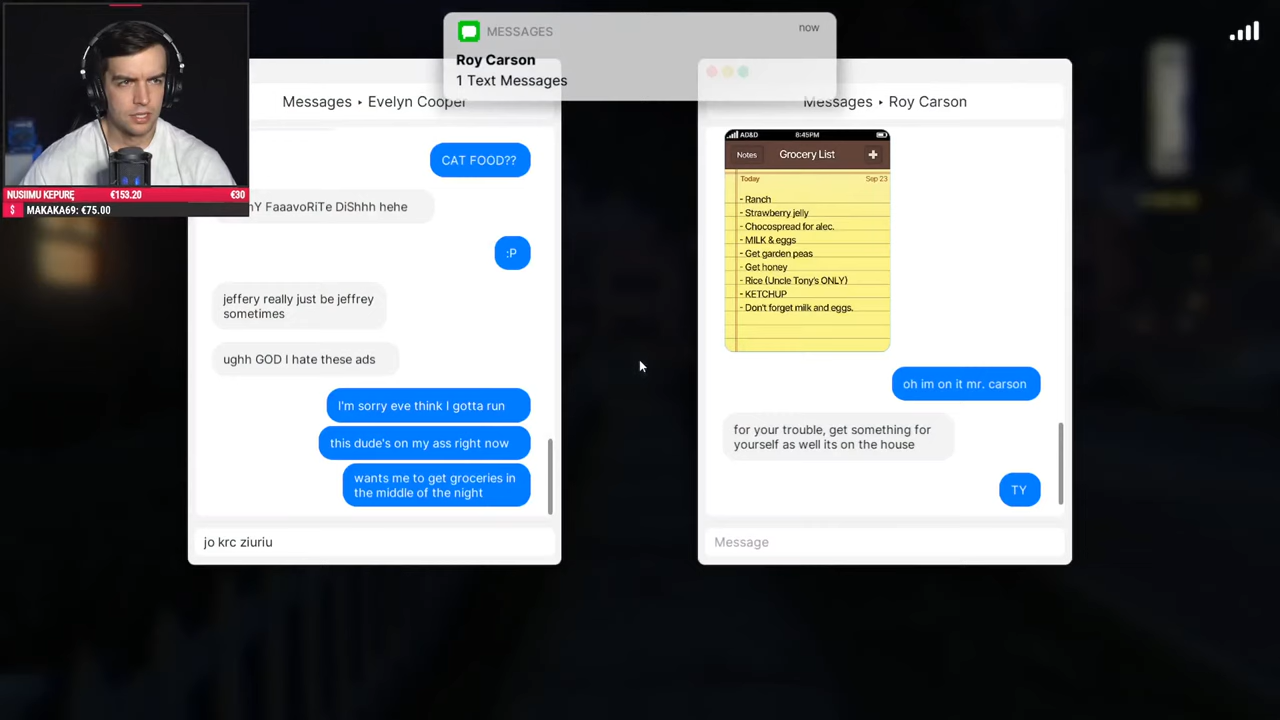 MESSAGES
now
Roy Carson
1 Text Messages
Messages ‣ Evelyn Cooper
CAT FOOD??
FaaavoRiTe DiShhh hehe
:P
jeffery really just be jeffrey
sometimes
ughh GOD I hate these ads
I'm sorry eve think I gotta run
this dude's on my ass right now
wants me to get groceries in
the middle of the night
jo krc ziuriu
NUSIIMU KEPURĘ €153.20 €30
$ MAKAKA69: €75.00
Messages ‣ Roy Carson
AD&D 8:45PM
Notes Grocery List +
Today Sep 23
- Ranch
- Strawberry jelly
- Chocospread for alec.
- MILK & eggs
- Get garden peas
- Get honey
- Rice (Uncle Tony's ONLY)
- KETCHUP
- Don't forget milk and eggs.
oh im on it mr. carson
for your trouble, get something for
yourself as well its on the house
TY
Message